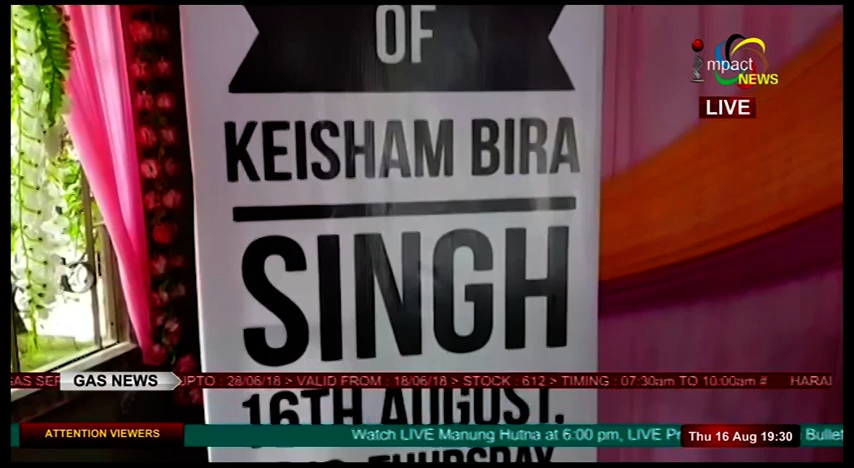 OF
KEISHAM BIRA
SINGH
16TH AUGUST,
THURSDAY
impact
NEWS
LIVE
GAS NEWS
UPTO : 28/06/18 > VALID FROM : 18/06/18 > STOCK : 612 > TIMING : 07:30am TO 10:00am #
ATTENTION VIEWERS
Watch LIVE Manung Hutna at 6:00 pm, LIVE
Thu 16 Aug 19:30